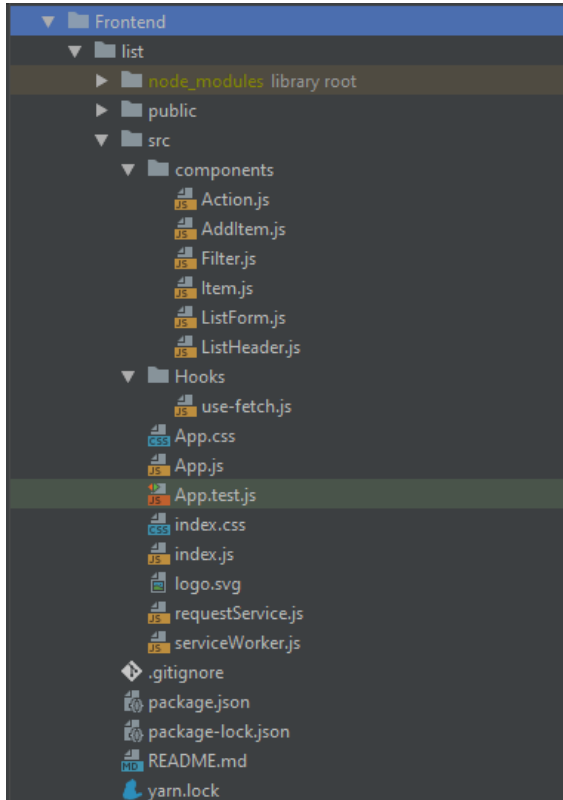 Frontend
list
node_modules library root
public
src
components
Action.js
AddItem.js
Filter.js
Item.js
ListForm.js
ListHeader.js
Hooks
use-fetch.js
App.css
App.js
App.test.js
index.css
index.js
logo.svg
requestService.js
serviceWorker.js
.gitignore
package.json
package-lock.json
README.md
yarn.lock